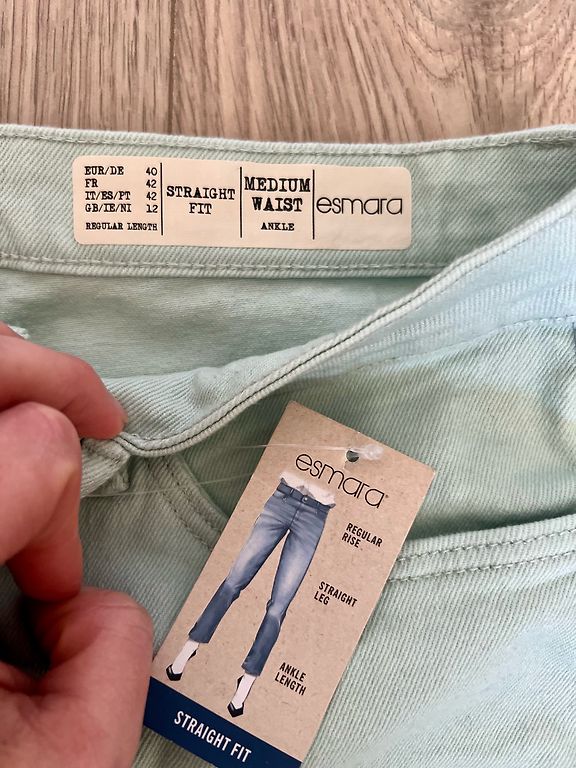 EUR/DE 40
FR 42
IT/ES/PT 42
GB/IE/NI 12
REGULAR LENGTH
STRAIGHT
FIT
MEDIUM
WAIST
ANKLE
esmara
esmara®
REGULAR
RISE
STRAIGHT
LEG
ANKLE
LENGTH
STRAIGHT FIT